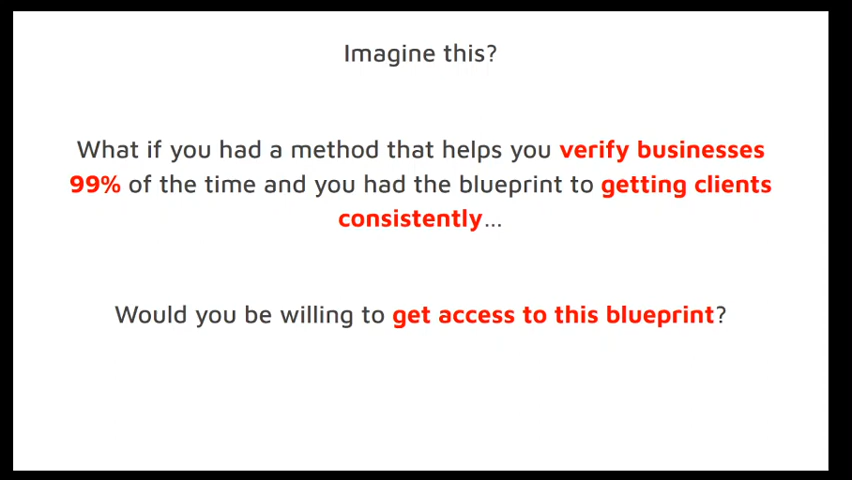 Imagine this?
What if you had a method that helps you verify businesses
99% of the time and you had the blueprint to getting clients
consistently...
Would you be willing to get access to this blueprint?